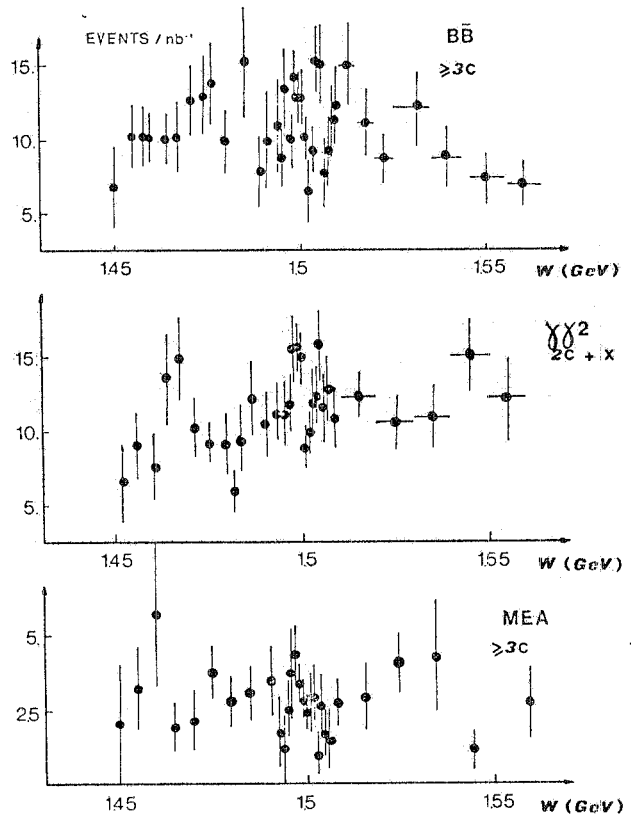 EVENTS / nb⁻¹
BB̄
≥3C
15.
10.
5.
1.45 1.5 1.55
W (GeV)
γγ2
2C + X
15.
10.
5.
1.45 1.5 1.55
W (GeV)
MEA
≥3C
5.
2.5
1.45 1.5 1.55
W (GeV)